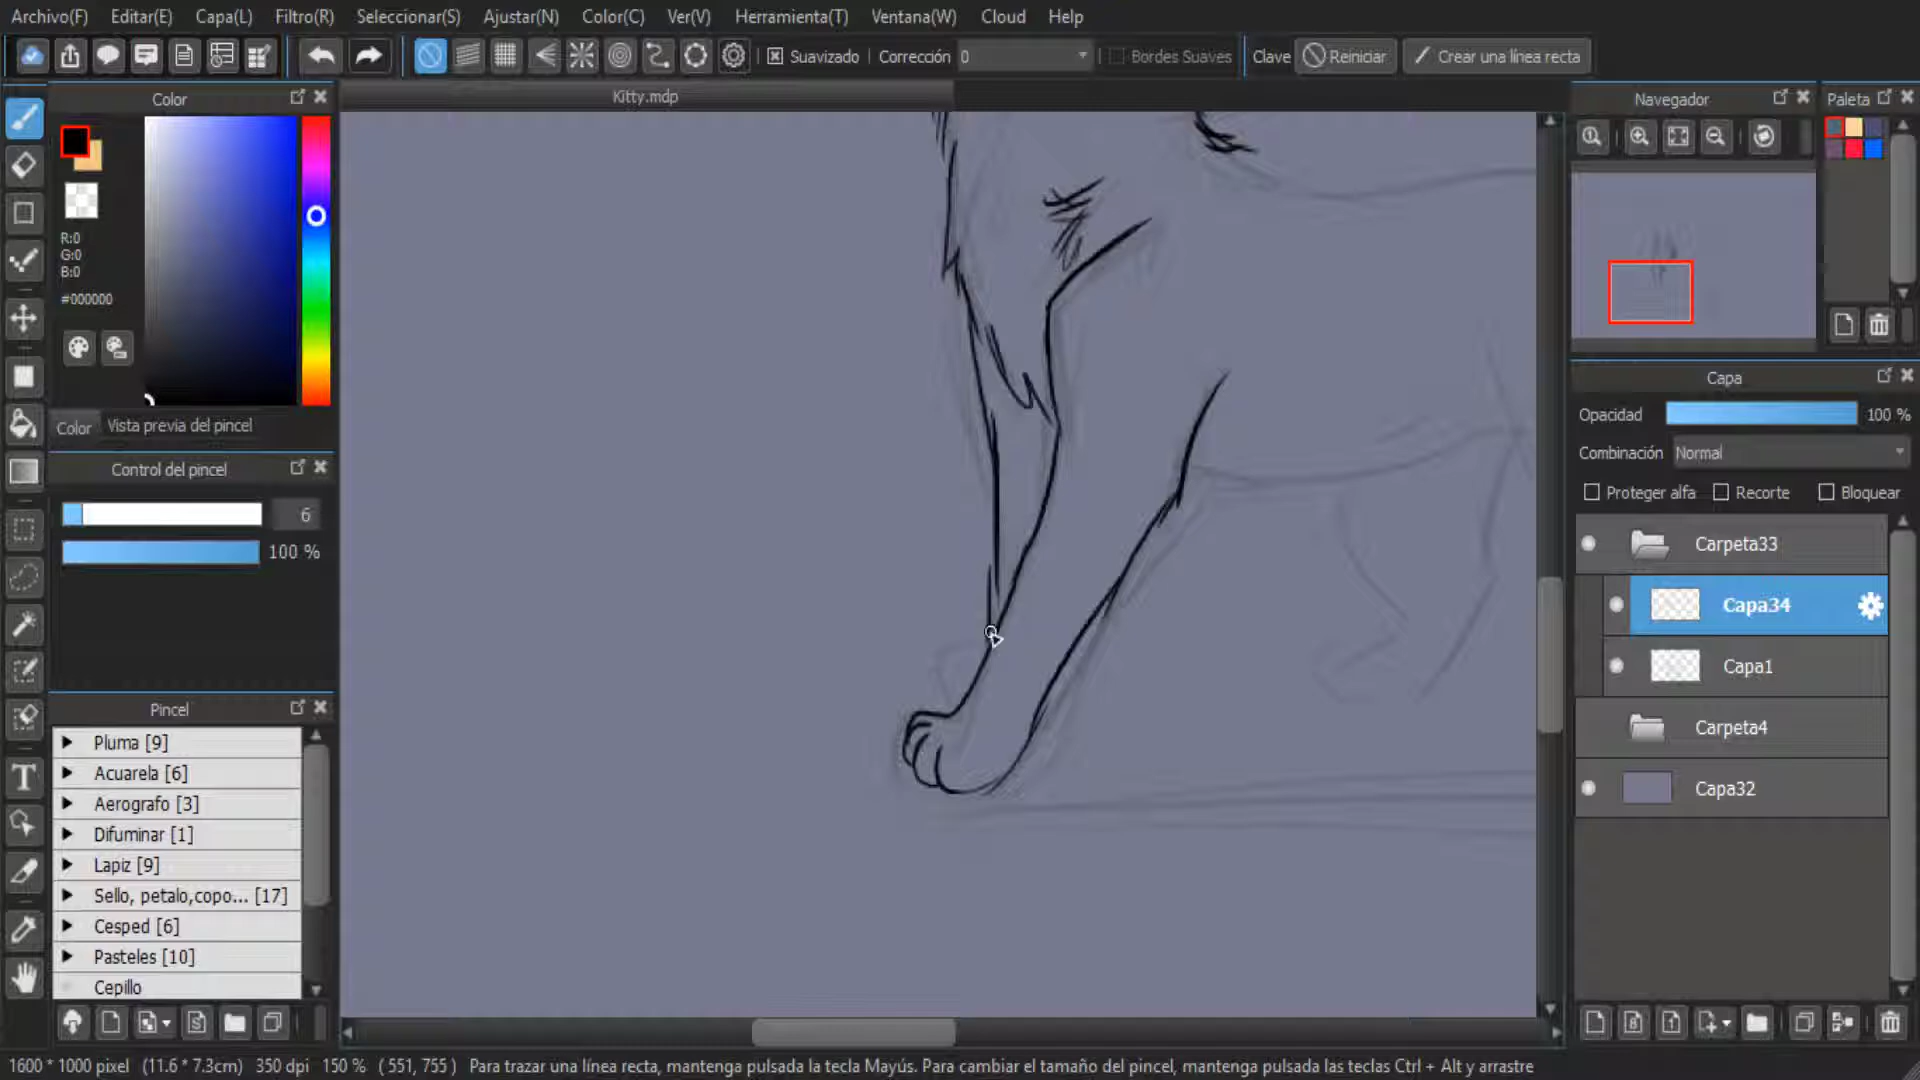 Archivo(F) Editar(E) Capa(L) Filtro(R) Seleccionar(S) Ajustar(N) Color(C) Ver(V) Herramienta(T) Ventana(W) Cloud Help
Suavizado Corrección 0 Bordes Suaves Clave Reiniciar Crear una línea recta
Color
Kitty.mdp
Navegador
Paleta
R:0
G:0
B:0
#000000
Color Vista previa del pincel
Control del pincel
6
100 %
Pincel
Pluma [9]
Acuarela [6]
Aerografo [3]
Difuminar [1]
Lapiz [9]
Sello, petalo,copo... [17]
Cesped [6]
Pasteles [10]
Cepillo
Capa
Opacidad 100 %
Combinación Normal
Proteger alfa Recorte Bloquear
Carpeta33
Capa34
Capa1
Carpeta4
Capa32
1600 * 1000 pixel (11.6 * 7.3cm) 350 dpi 150 % ( 551, 755 ) Para trazar una línea recta, mantenga pulsada la tecla Mayús. Para cambiar el tamaño del pincel, mantenga pulsadas las teclas Ctrl + Alt y arrastre